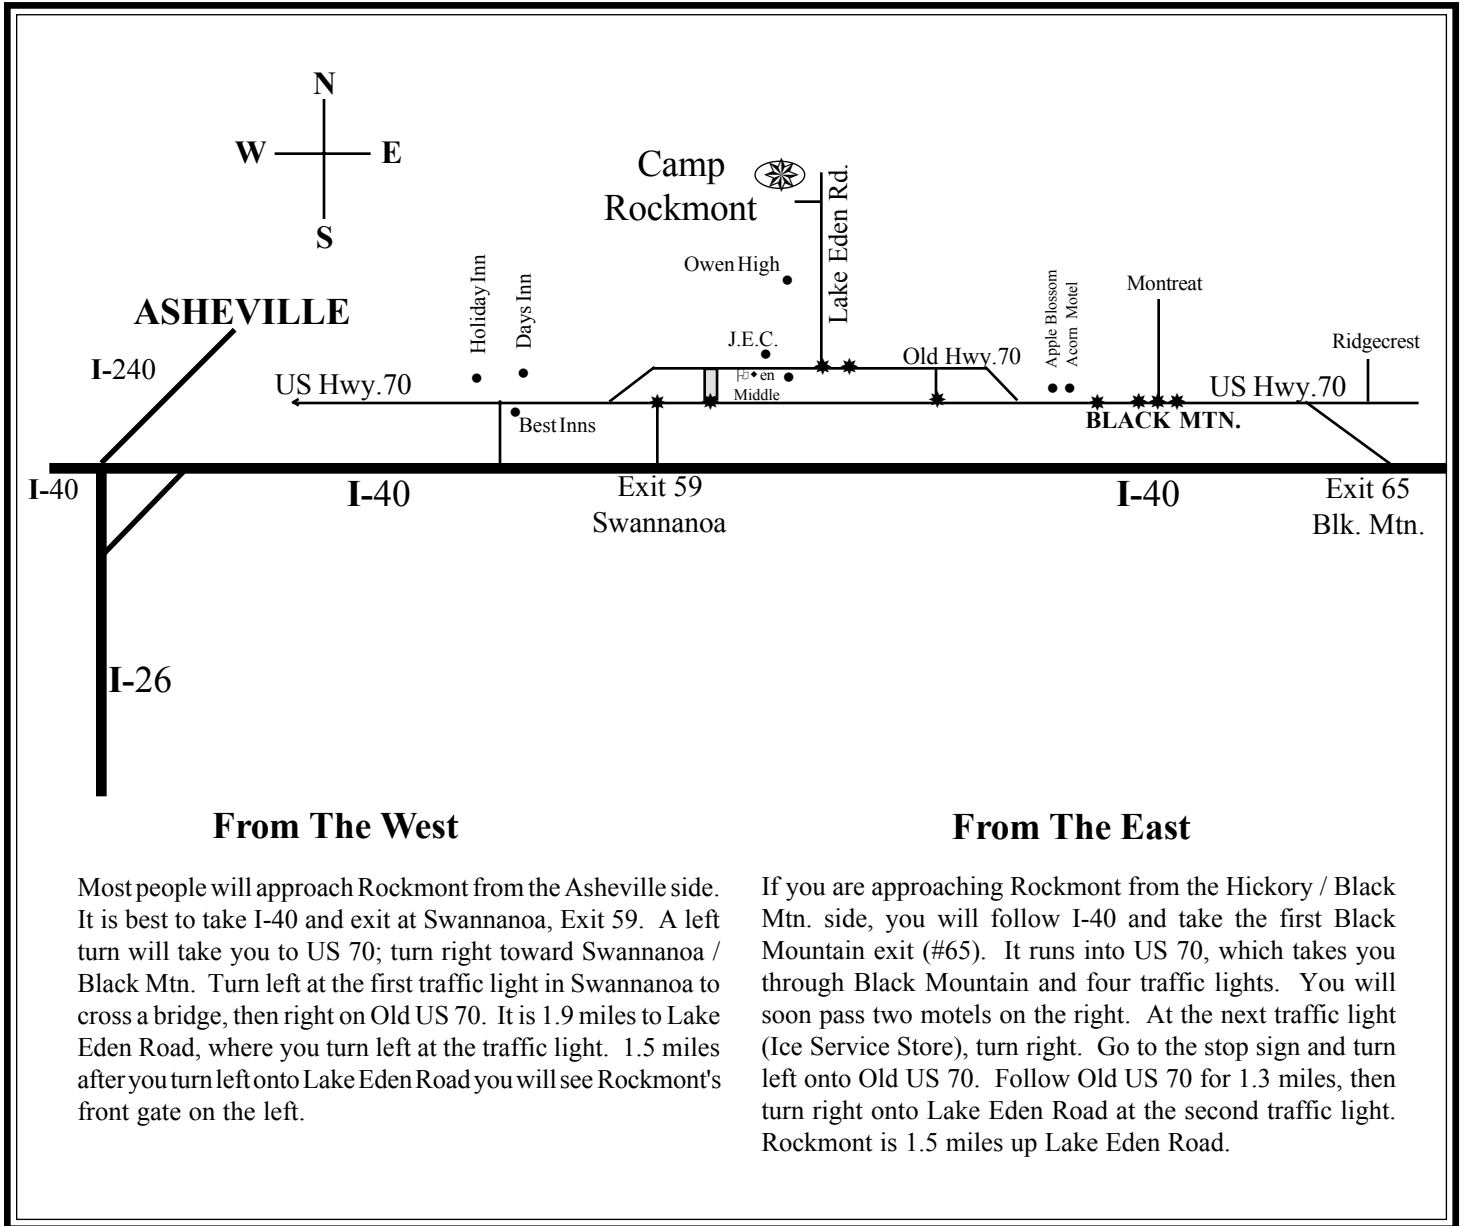 N
W E
S
Camp
Rockmont
Lake Eden Rd.
Owen High
Holiday Inn
Days Inn
ASHEVILLE
I-240
US Hwy.70
J.E.C.
en
Middle
Old Hwy.70
Apple Blossom
Acorn Motel
Montreat
Ridgecrest
US Hwy.70
Best Inns
BLACK MTN.
I-40
I-40
Exit 59
Swannanoa
I-40
Exit 65
Blk. Mtn.
I-26
From The West
Most people will approach Rockmont from the Asheville side.
It is best to take I-40 and exit at Swannanoa, Exit 59. A left
turn will take you to US 70; turn right toward Swannanoa /
Black Mtn. Turn left at the first traffic light in Swannanoa to
cross a bridge, then right on Old US 70. It is 1.9 miles to Lake
Eden Road, where you turn left at the traffic light. 1.5 miles
after you turn left onto Lake Eden Road you will see Rockmont's
front gate on the left.
From The East
If you are approaching Rockmont from the Hickory / Black
Mtn. side, you will follow I-40 and take the first Black
Mountain exit (#65). It runs into US 70, which takes you
through Black Mountain and four traffic lights. You will
soon pass two motels on the right. At the next traffic light
(Ice Service Store), turn right. Go to the stop sign and turn
left onto Old US 70. Follow Old US 70 for 1.3 miles, then
turn right onto Lake Eden Road at the second traffic light.
Rockmont is 1.5 miles up Lake Eden Road.